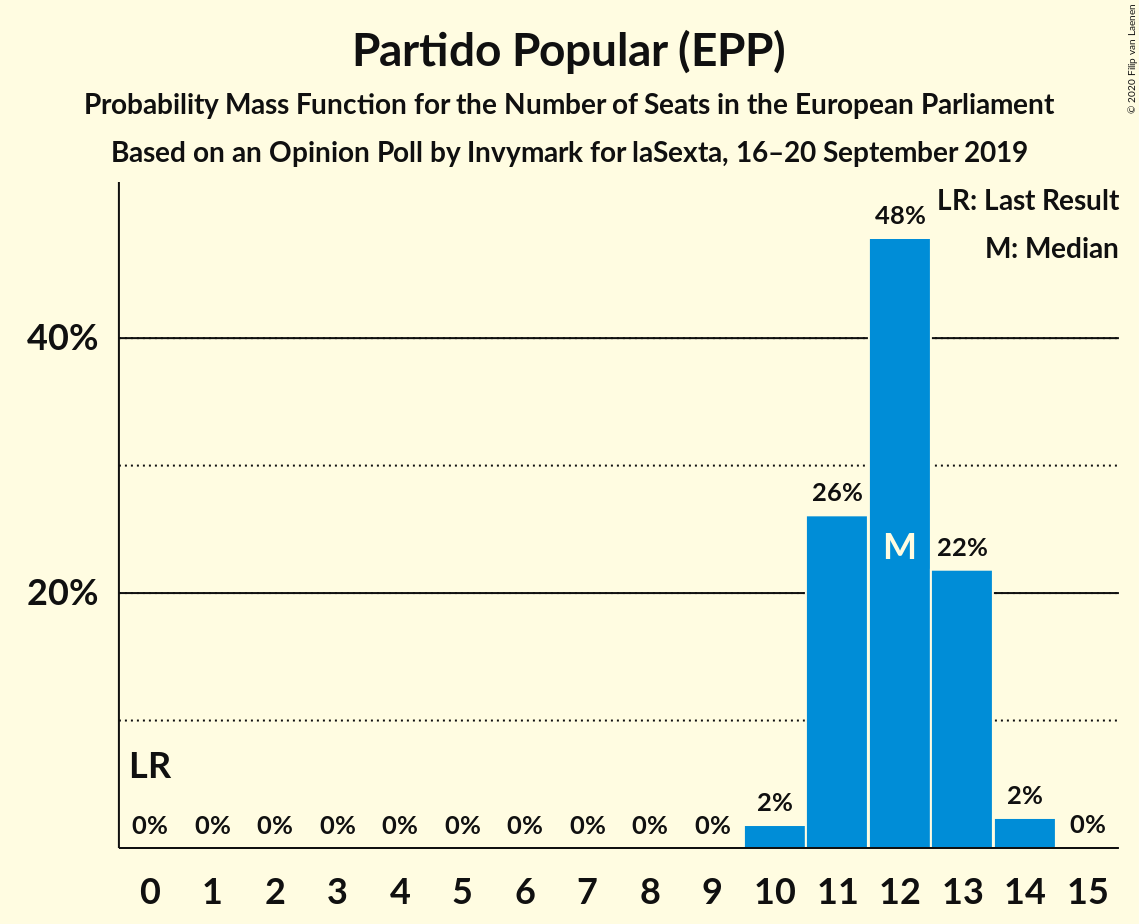 Partido Popular (EPP)
Probability Mass Function for the Number of Seats in the European Parliament
Based on an Opinion Poll by Invymark for laSexta, 16–20 September 2019
© 2020 Filip van Laenen
LR: Last Result
M: Median
40%
20%
48%
26%
M
22%
LR
0% 0% 0% 0% 0% 0% 0% 0% 0% 0% 2% 2% 0%
0 1 2 3 4 5 6 7 8 9 10 11 12 13 14 15